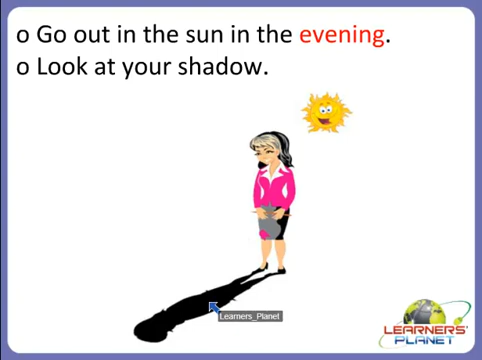 o Go out in the sun in the evening.
o Look at your shadow.
Learners_Planet
LEARNERS'
PLANET